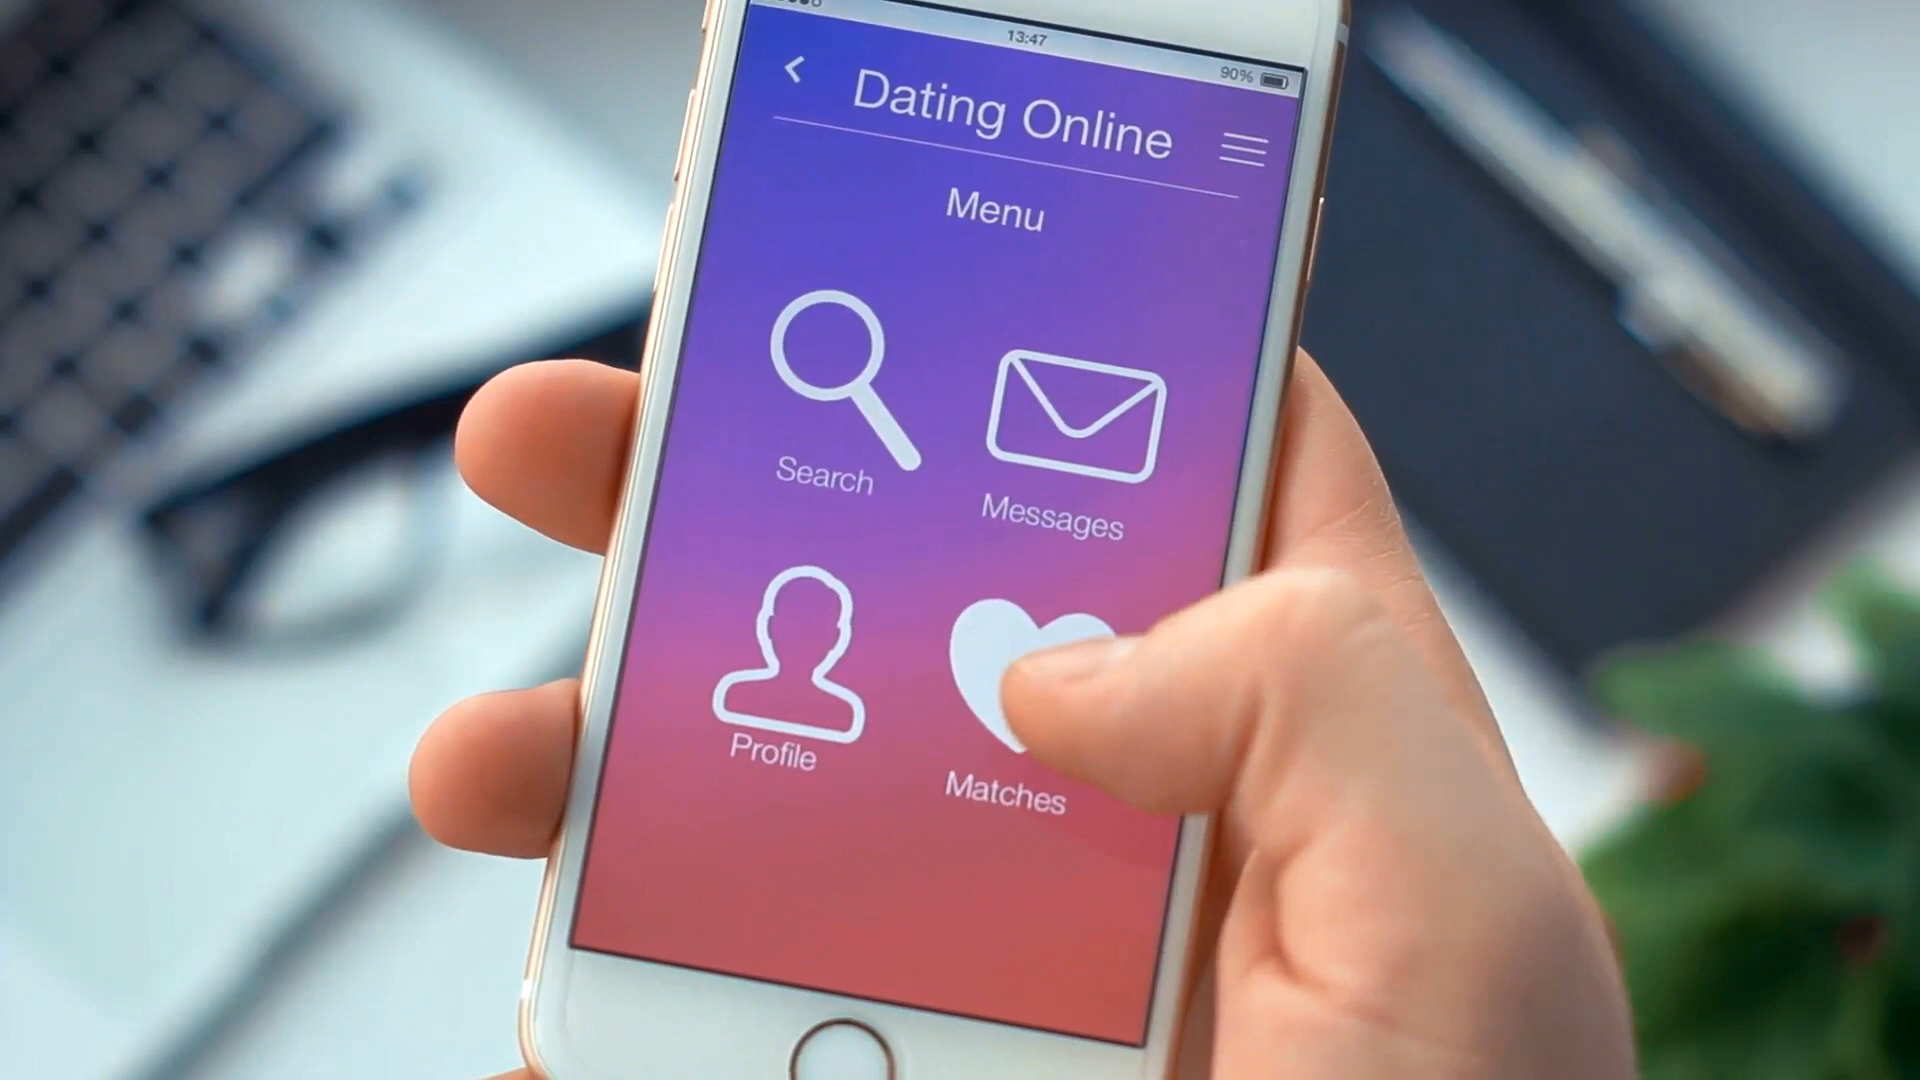 13:47
90%
Dating Online
Menu
Search
Messages
Profile
Matches